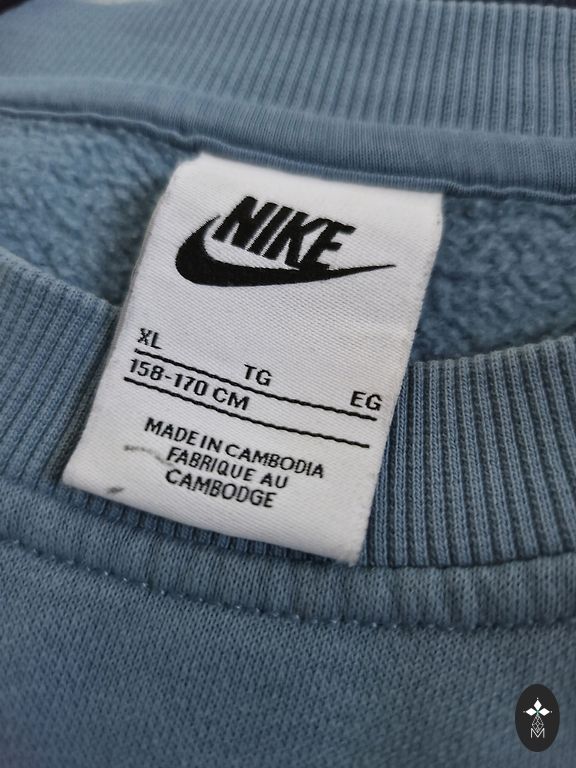 NIKE
XL TG EG
158-170 CM
MADE IN CAMBODIA
FABRIQUE AU
CAMBODGE
M